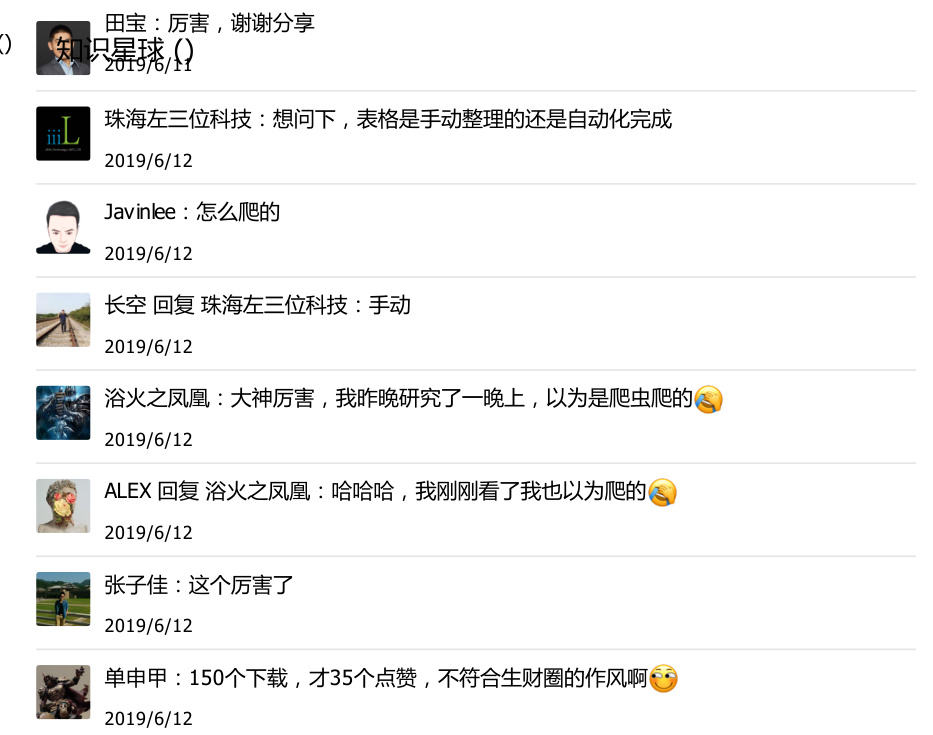 田宝：厉害，谢谢分享
()
知识星球 ()
2019/6/11
珠海左三位科技：想问下，表格是手动整理的还是自动化完成
iiiL
2019/6/12
Javinlee：怎么爬的
2019/6/12
长空 回复 珠海左三位科技：手动
2019/6/12
浴火之凤凰：大神厉害，我昨晚研究了一晚上，以为是爬虫爬的🤣
2019/6/12
ALEX 回复 浴火之凤凰：哈哈哈，我刚刚看了我也以为爬的🤣
2019/6/12
张子佳：这个厉害了
2019/6/12
单申甲：150个下载，才35个点赞，不符合生财圈的作风啊
2019/6/12